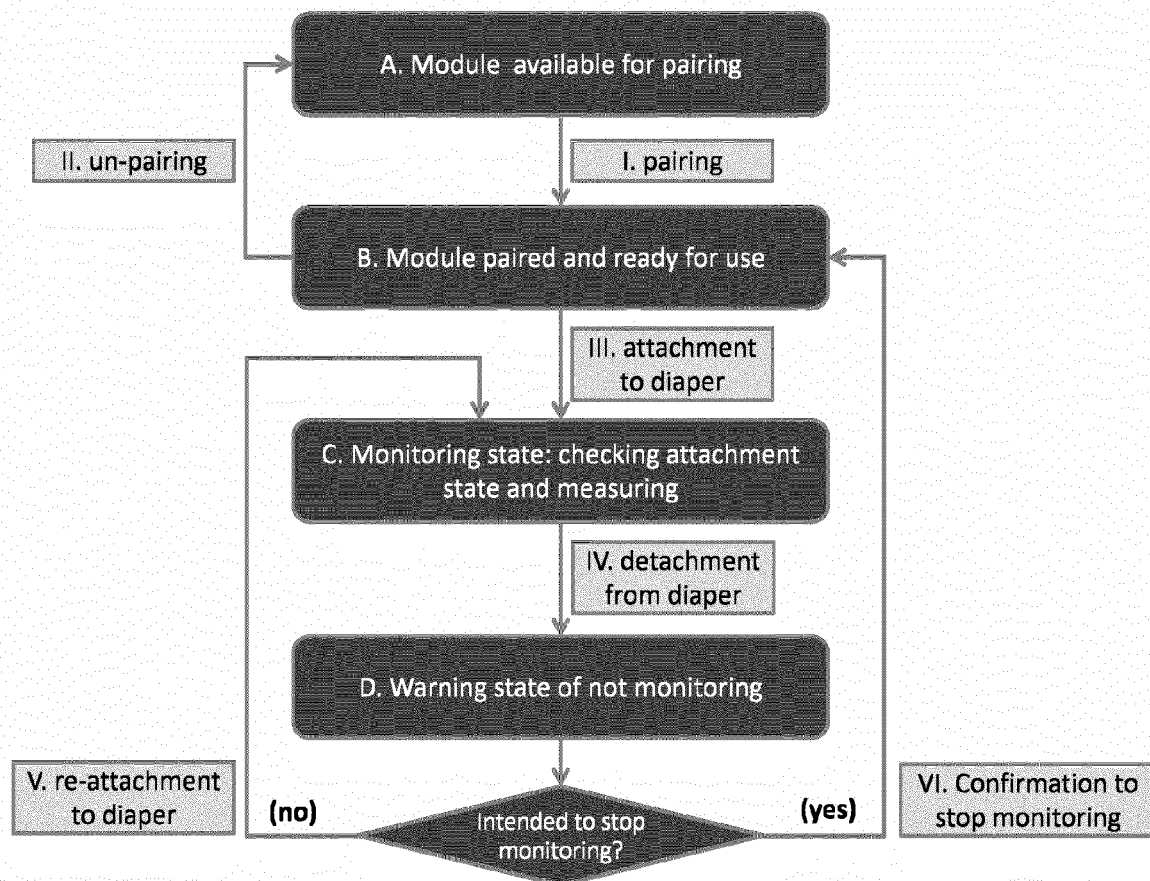 A. Module available for pairing
II. un-pairing
I. pairing
B. Module paired and ready for use
III. attachment
to diaper
C. Monitoring state: checking attachment
state and measuring
IV. detachment
from diaper
D. Warning state of not monitoring
V. re-attachment
to diaper
(no)
Intended to stop
monitoring?
(yes)
VI. Confirmation to
stop monitoring